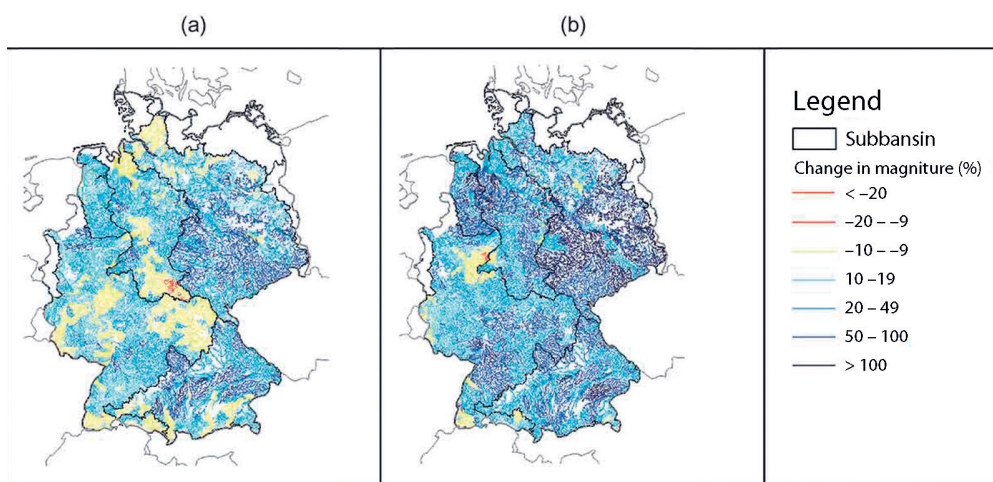 (a)
(b)
Legend
Subbansin
Change in magniture (%)
< –20
–20 – –9
–10 – –9
10 – 19
20 – 49
50 – 100
> 100